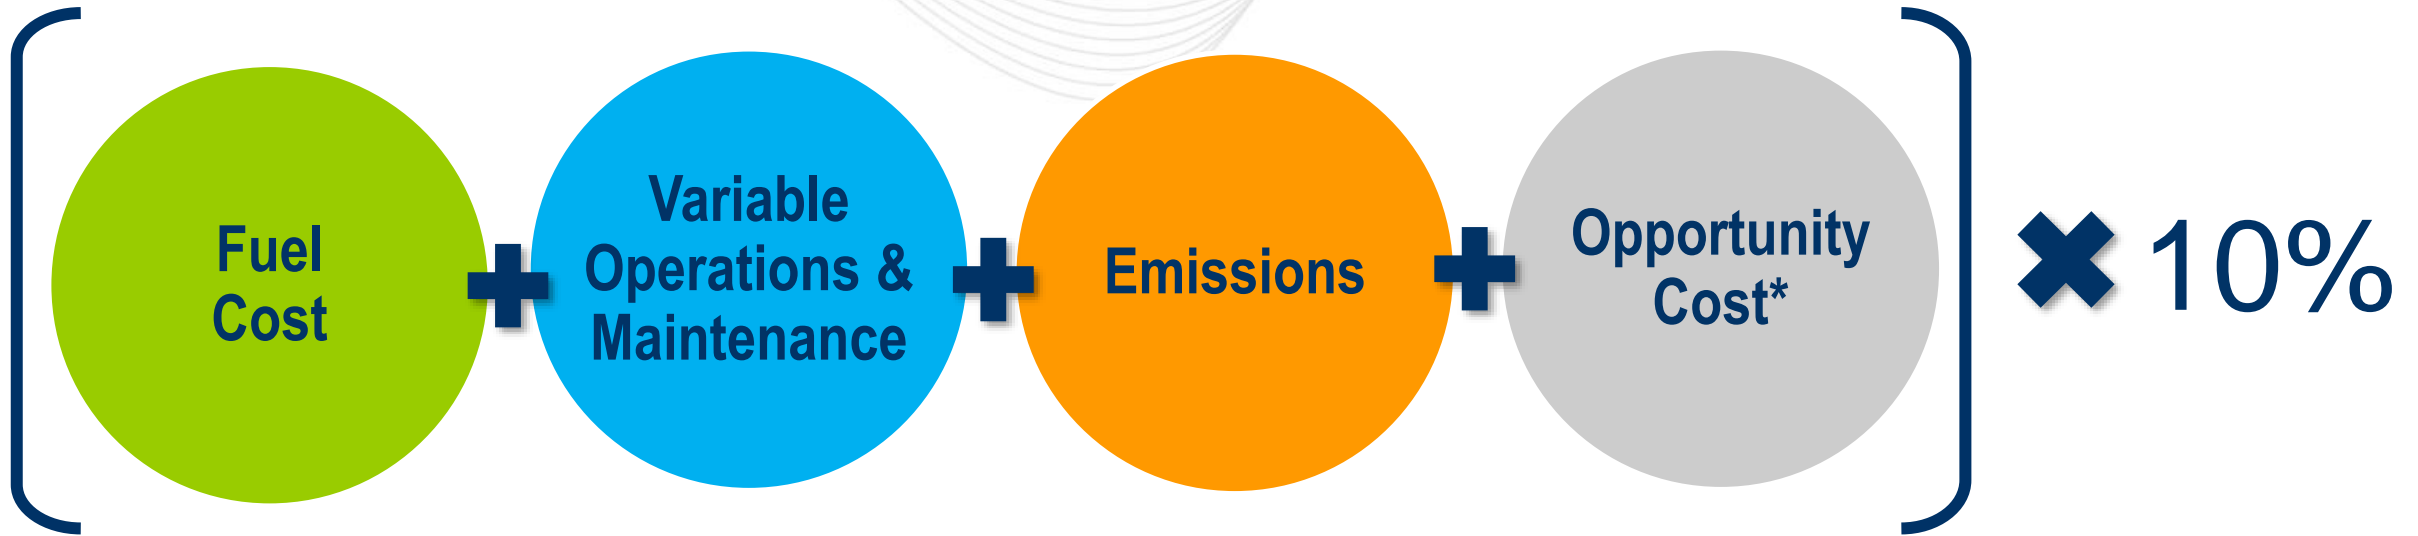 Fuel
Cost
Variable
Operations &
Maintenance
Emissions
Opportunity
Cost*
10%